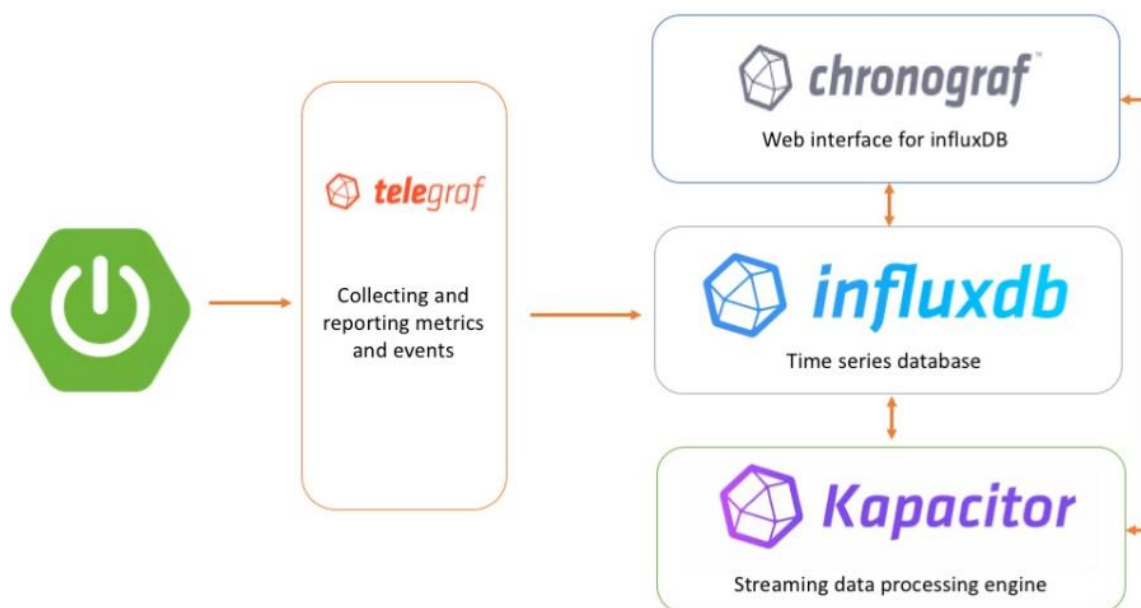 chronograf™
Web interface for influxDB
telegraf
Collecting and
reporting metrics
and events
influxdb
Time series database
Kapacitor
Streaming data processing engine